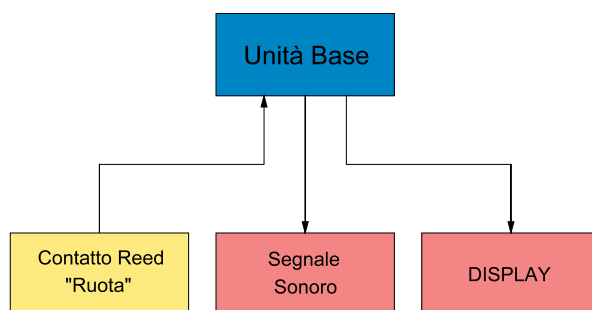 Unità Base
Contatto Reed
"Ruota"
Segnale
Sonoro
DISPLAY